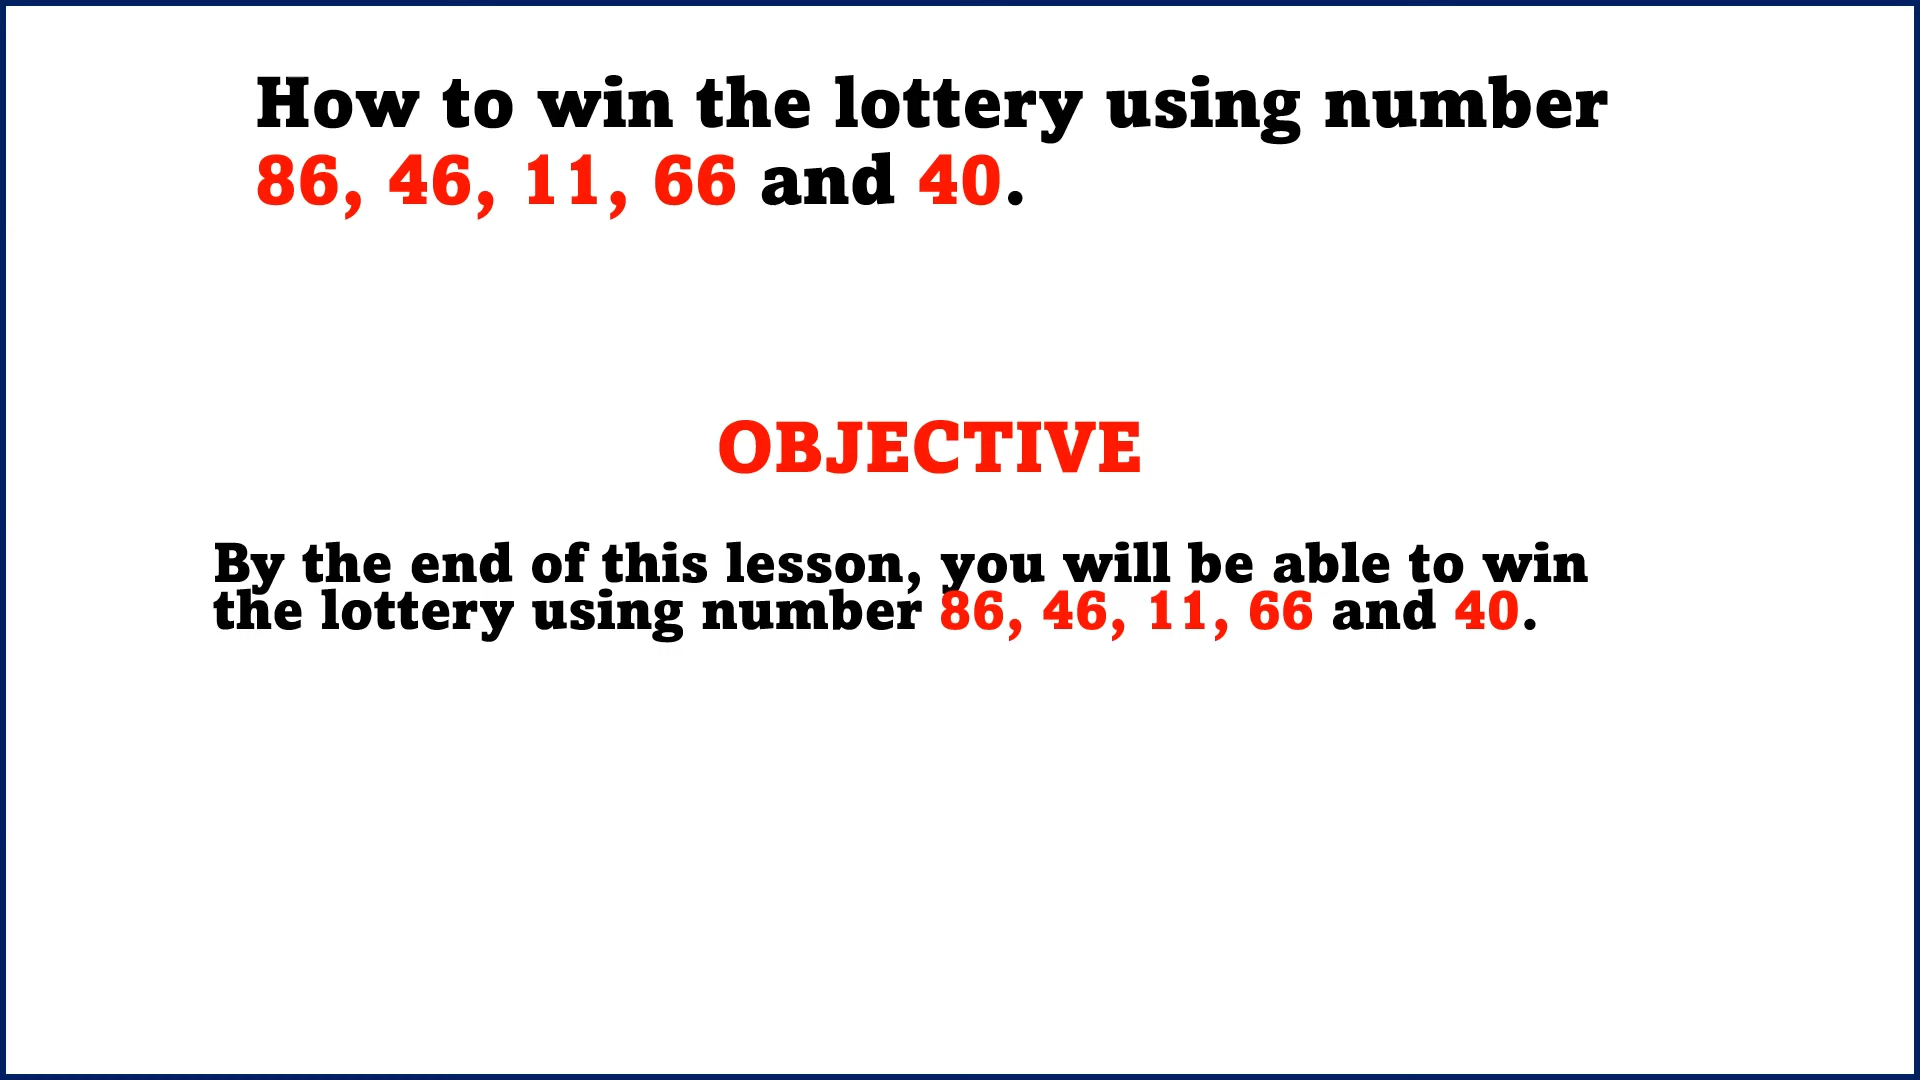 How to win the lottery using number
86, 46, 11, 66 and 40.
OBJECTIVE
By the end of this lesson, you will be able to win
the lottery using number 86, 46, 11, 66 and 40.